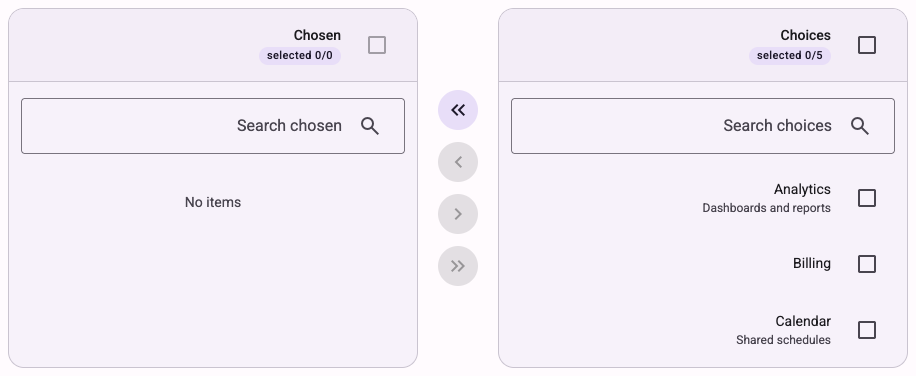 Chosen
selected 0/0
Search chosen
No items
Choices
selected 0/5
Search choices
Analytics
Dashboards and reports
Billing
Calendar
Shared schedules